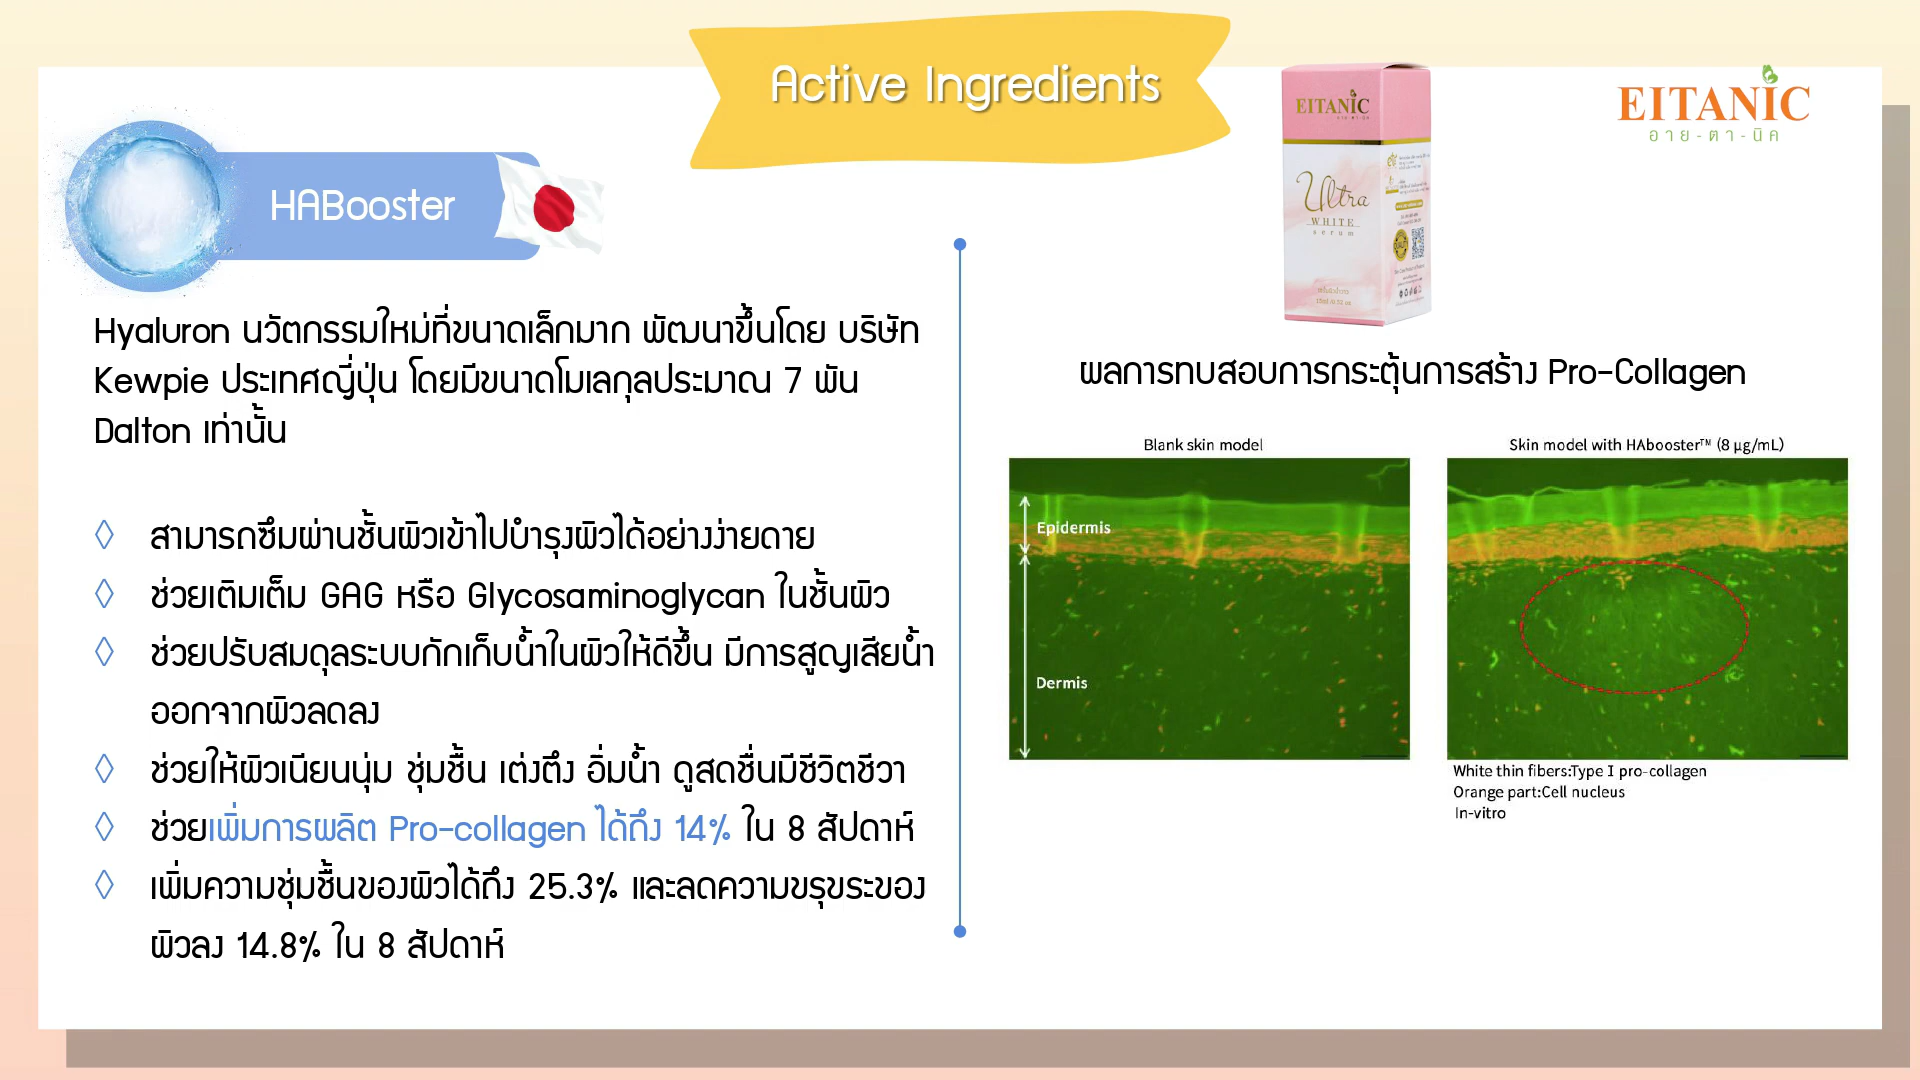 Active Ingredients
EITANIC
อาย-ตา-นิค
HABooster
EITANIC
Ultra
WHITE
serum
Hyaluron นวัตกรรมใหม่ที่ขนาดเล็กมาก พัฒนาขึ้นโดย บริษัท
Kewpie ประเทศญี่ปุ่น โดยมีขนาดโมเลกุลประมาณ 7 พัน
Dalton เท่านั้น
สามารถซึมผ่านชั้นผิวเข้าไปบำรุงผิวได้อย่างง่ายดาย
ช่วยเติมเต็ม GAG หรือ Glycosaminoglycan ในชั้นผิว
ช่วยปรับสมดุลระบบกักเก็บน้ำในผิวให้ดีขึ้น มีการสูญเสียน้ำ
ออกจากผิวลดลง
ช่วยให้ผิวเนียนนุ่ม ชุ่มชื้น เต่งตึง อิ่มน้ำ ดูสดชื่นมีชีวิตชีวา
ช่วยเพิ่มการผลิต Pro-collagen ได้ถึง 14% ใน 8 สัปดาห์
เพิ่มความชุ่มชื้นของผิวได้ถึง 25.3% และลดความขรุขระของ
ผิวลง 14.8% ใน 8 สัปดาห์
ผลการทบสอบการกระตุ้นการสร้าง Pro-Collagen
Blank skin model
Skin model with HAbooster™ (8 µg/mL)
Epidermis
Dermis
White thin fibers:Type I pro-collagen
Orange part:Cell nucleus
In-vitro